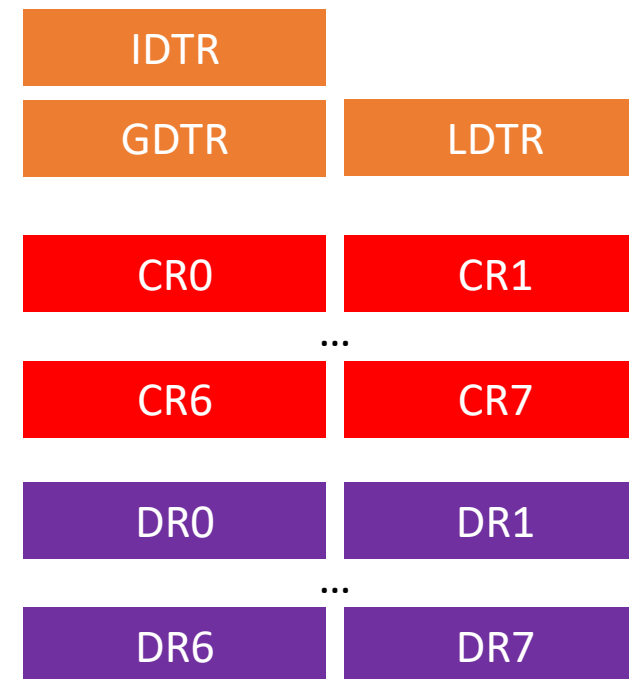 IDTR
GDTR LDTR
CR0 CR1
...
CR6 CR7
DR0 DR1
...
DR6 DR7